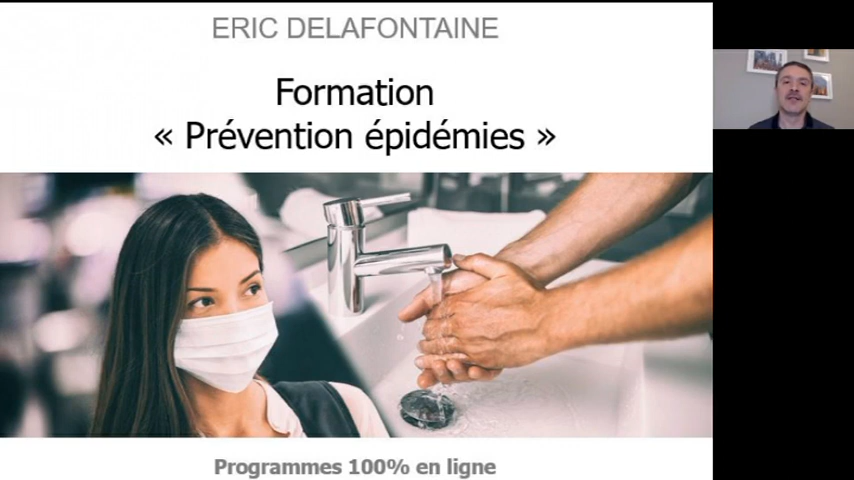 ERIC DELAFONTAINE
Formation
« Prévention épidémies »
Programmes 100% en ligne